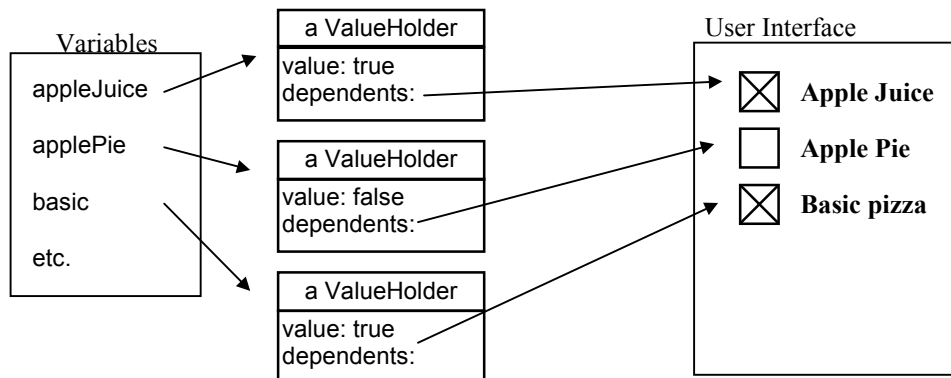 Variables
appleJuice
applePie
basic
etc.
a ValueHolder
value: true
dependents:
a ValueHolder
value: false
dependents:
a ValueHolder
value: true
dependents:
User Interface
Apple Juice
Apple Pie
Basic pizza